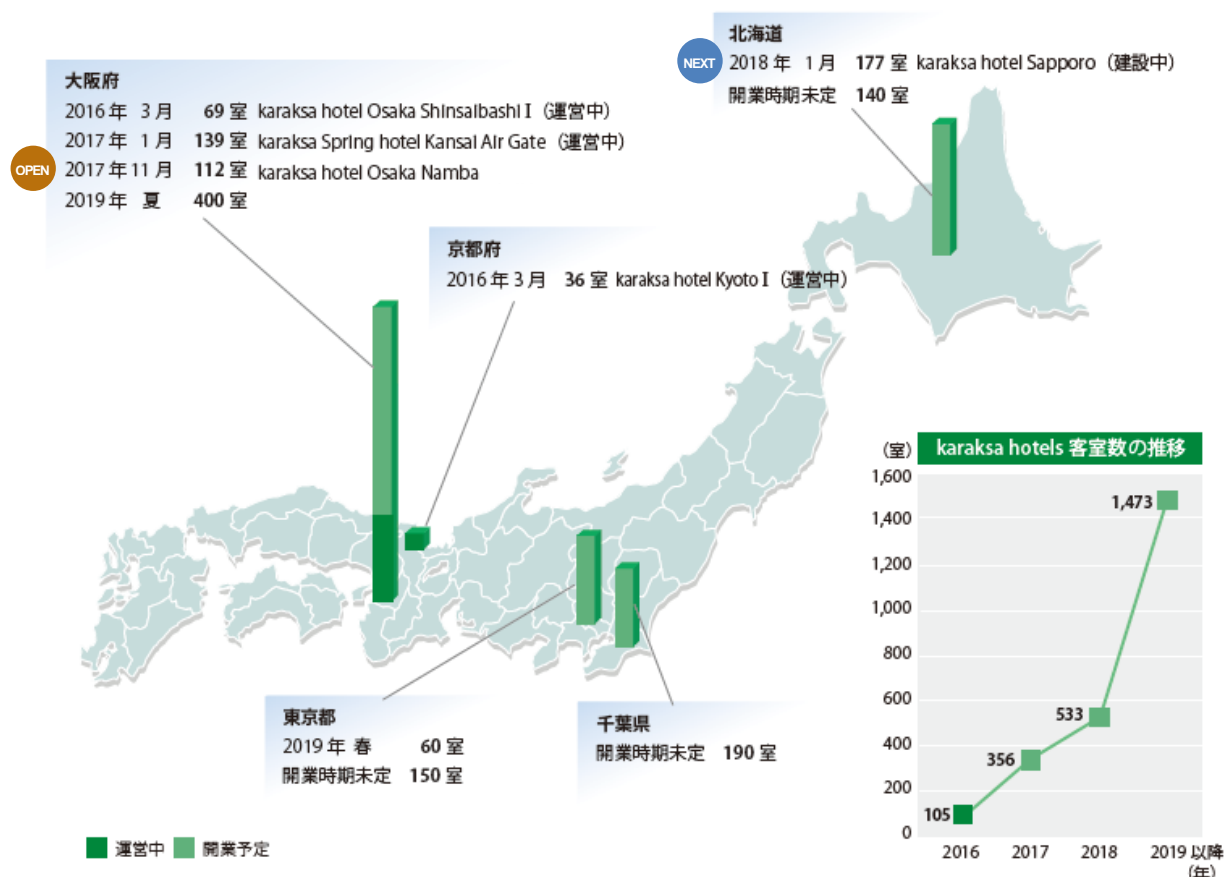 大阪府
2016年 3月 69室 karaksa hotel Osaka Shinsaibashi I（運営中）
2017年 1月 139室 karaksa Spring hotel Kansai Air Gate（運営中）
OPEN 2017年11月 112室 karaksa hotel Osaka Namba
2019年 夏 400室
京都府
2016年3月 36室 karaksa hotel Kyoto I（運営中）
北海道
NEXT 2018年 1月 177室 karaksa hotel Sapporo（建設中）
開業時期未定 140室
東京都
2019年 春 60室
開業時期未定 150室
千葉県
開業時期未定 190室
運営中 開業予定
（室） karaksa hotels 客室数の推移
1,600
1,400
1,200
1,000
800
600
400
200
0
105
356
533
1,473
2016 2017 2018 2019以降
（年）